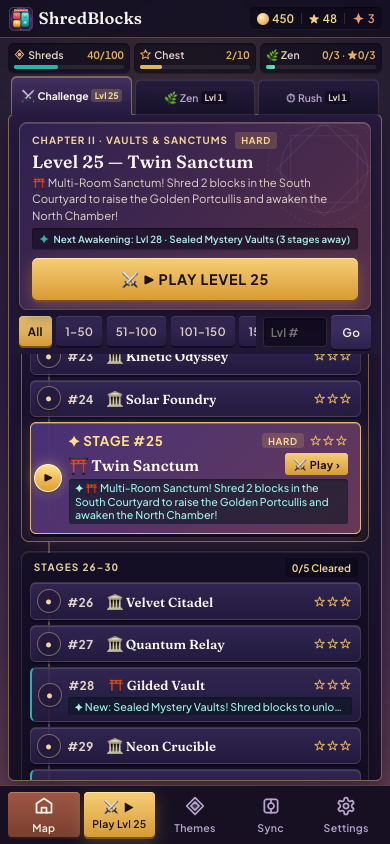 ShredBlocks
450 48 3
Shreds 40/100
Chest 2/10
Zen 0/3 · ★0/3
Challenge Lvl 25
Zen Lvl 1
Rush Lvl 1
CHAPTER II · VAULTS & SANCTUMS HARD
Level 25 — Twin Sanctum
Multi-Room Sanctum! Shred 2 blocks in the South
Courtyard to raise the Golden Portcullis and awaken the
North Chamber!
Next Awakening: Lvl 28 · Sealed Mystery Vaults (3 stages away)
PLAY LEVEL 25
All 1–50 51–100 101–150 Lvl # Go
#23 Kinetic Odyssey
#24 Solar Foundry
STAGE #25 HARD
Twin Sanctum Play ›
Multi-Room Sanctum! Shred 2 blocks in the
South Courtyard to raise the Golden Portcullis and
awaken the North Chamber!
STAGES 26–30 0/5 Cleared
#26 Velvet Citadel
#27 Quantum Relay
#28 Gilded Vault
New: Sealed Mystery Vaults! Shred blocks to unlo...
#29 Neon Crucible
Map
Play Lvl 25
Themes
Sync
Settings